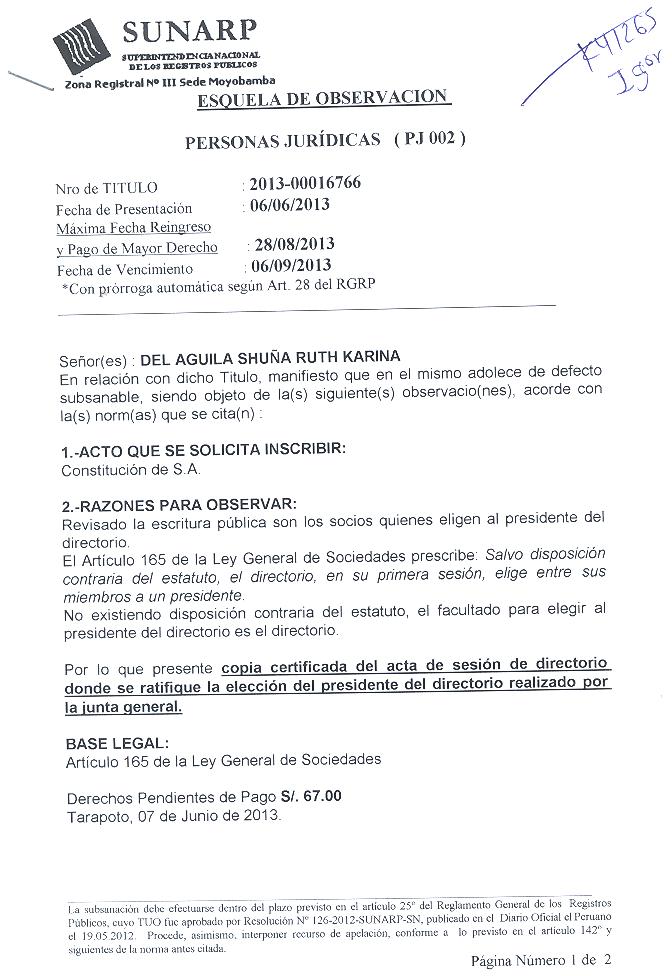 SUNARP
SUPERINTENDENCIA NACIONAL
DE LOS REGISTROS PUBLICOS
Zona Registral Nº III Sede Moyobamba
K41265
Igor
ESQUELA DE OBSERVACION
PERSONAS JURÍDICAS ( PJ 002 )
Nro de TITULO : 2013-00016766
Fecha de Presentación : 06/06/2013
Máxima Fecha Reingreso
y Pago de Mayor Derecho : 28/08/2013
Fecha de Vencimiento : 06/09/2013
*Con prórroga automática según Art. 28 del RGRP
Señor(es) : DEL AGUILA SHUÑA RUTH KARINA
En relación con dicho Titulo, manifiesto que en el mismo adolece de defecto
subsanable, siendo objeto de la(s) siguiente(s) observacio(nes), acorde con
la(s) norm(as) que se cita(n) :
1.-ACTO QUE SE SOLICITA INSCRIBIR:
Constitución de S.A.
2.-RAZONES PARA OBSERVAR:
Revisado la escritura pública son los socios quienes eligen al presidente del
directorio.
El Artículo 165 de la Ley General de Sociedades prescribe: Salvo disposición
contraria del estatuto, el directorio, en su primera sesión, elige entre sus
miembros a un presidente.
No existiendo disposición contraria del estatuto, el facultado para elegir al
presidente del directorio es el directorio.
Por lo que presente copia certificada del acta de sesión de directorio
donde se ratifique la elección del presidente del directorio realizado por
la junta general.
BASE LEGAL:
Artículo 165 de la Ley General de Sociedades
Derechos Pendientes de Pago S/. 67.00
Tarapoto, 07 de Junio de 2013.
La subsanación debe efectuarse dentro del plazo previsto en el artículo 25º del Reglamento General de los Registros
Públicos, cuyo TUO fue aprobado por Resolución Nº 126-2012-SUNARP-SN, publicado en el Diario Oficial el Peruano
el 19.05.2012. Procede, asimismo, interponer recurso de apelación, conforme a lo previsto en el artículo 142º y
siguientes de la norma antes citada.
Página Número 1 de 2